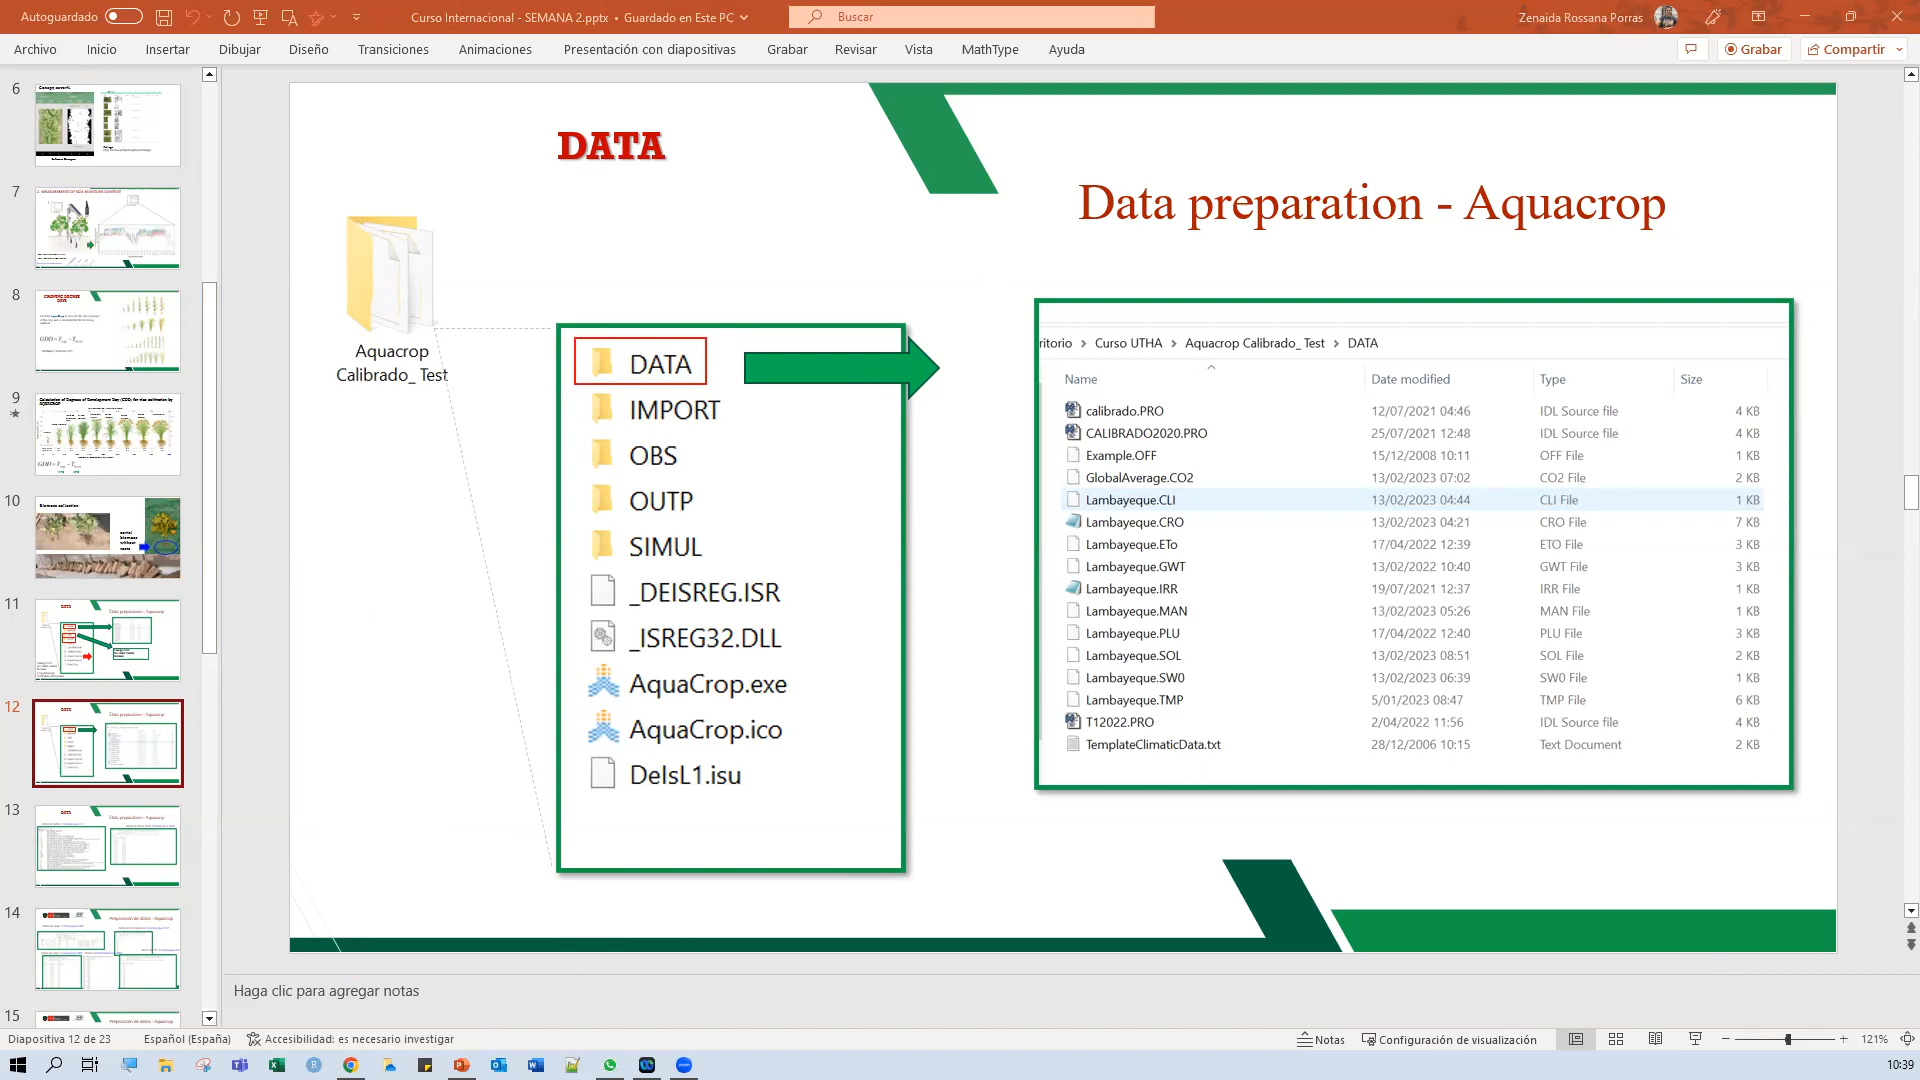 Autoguardado
Curso Internacional - SEMANA 2.pptx • Guardado en Este PC
Buscar
Zenaida Rossana Porras
Archivo Inicio Insertar Dibujar Diseño Transiciones Animaciones Presentación con diapositivas Grabar Revisar Vista MathType Ayuda
Grabar
Compartir
6
7
8
9
10
11
12
13
14
15
DATA
Data preparation - Aquacrop
Aquacrop
Calibrado_ Test
DATA
IMPORT
OBS
OUTP
SIMUL
_DEISREG.ISR
_ISREG32.DLL
AquaCrop.exe
AquaCrop.ico
DeIsL1.isu
ritorio > Curso UTHA > Aquacrop Calibrado_ Test > DATA
Name Date modified Type Size
calibrado.PRO 12/07/2021 04:46 IDL Source file 4 KB
CALIBRADO2020.PRO 25/07/2021 12:48 IDL Source file 4 KB
Example.OFF 15/12/2008 10:11 OFF File 1 KB
GlobalAverage.CO2 13/02/2023 07:02 CO2 File 2 KB
Lambayeque.CLI 13/02/2023 04:44 CLI File 1 KB
Lambayeque.CRO 13/02/2023 04:21 CRO File 7 KB
Lambayeque.ETo 17/04/2022 12:39 ETO File 3 KB
Lambayeque.GWT 13/02/2022 10:40 GWT File 3 KB
Lambayeque.IRR 19/07/2021 12:37 IRR File 1 KB
Lambayeque.MAN 13/02/2023 05:26 MAN File 1 KB
Lambayeque.PLU 17/04/2022 12:40 PLU File 3 KB
Lambayeque.SOL 13/02/2023 08:51 SOL File 2 KB
Lambayeque.SW0 13/02/2023 06:39 SW0 File 1 KB
Lambayeque.TMP 5/01/2023 08:47 TMP File 6 KB
T12022.PRO 2/04/2022 11:56 IDL Source file 4 KB
TemplateClimaticData.txt 28/12/2006 10:15 Text Document 2 KB
Haga clic para agregar notas
Diapositiva 12 de 23 Español (España) Accesibilidad: es necesario investigar
Notas Configuración de visualización 121%
10:39